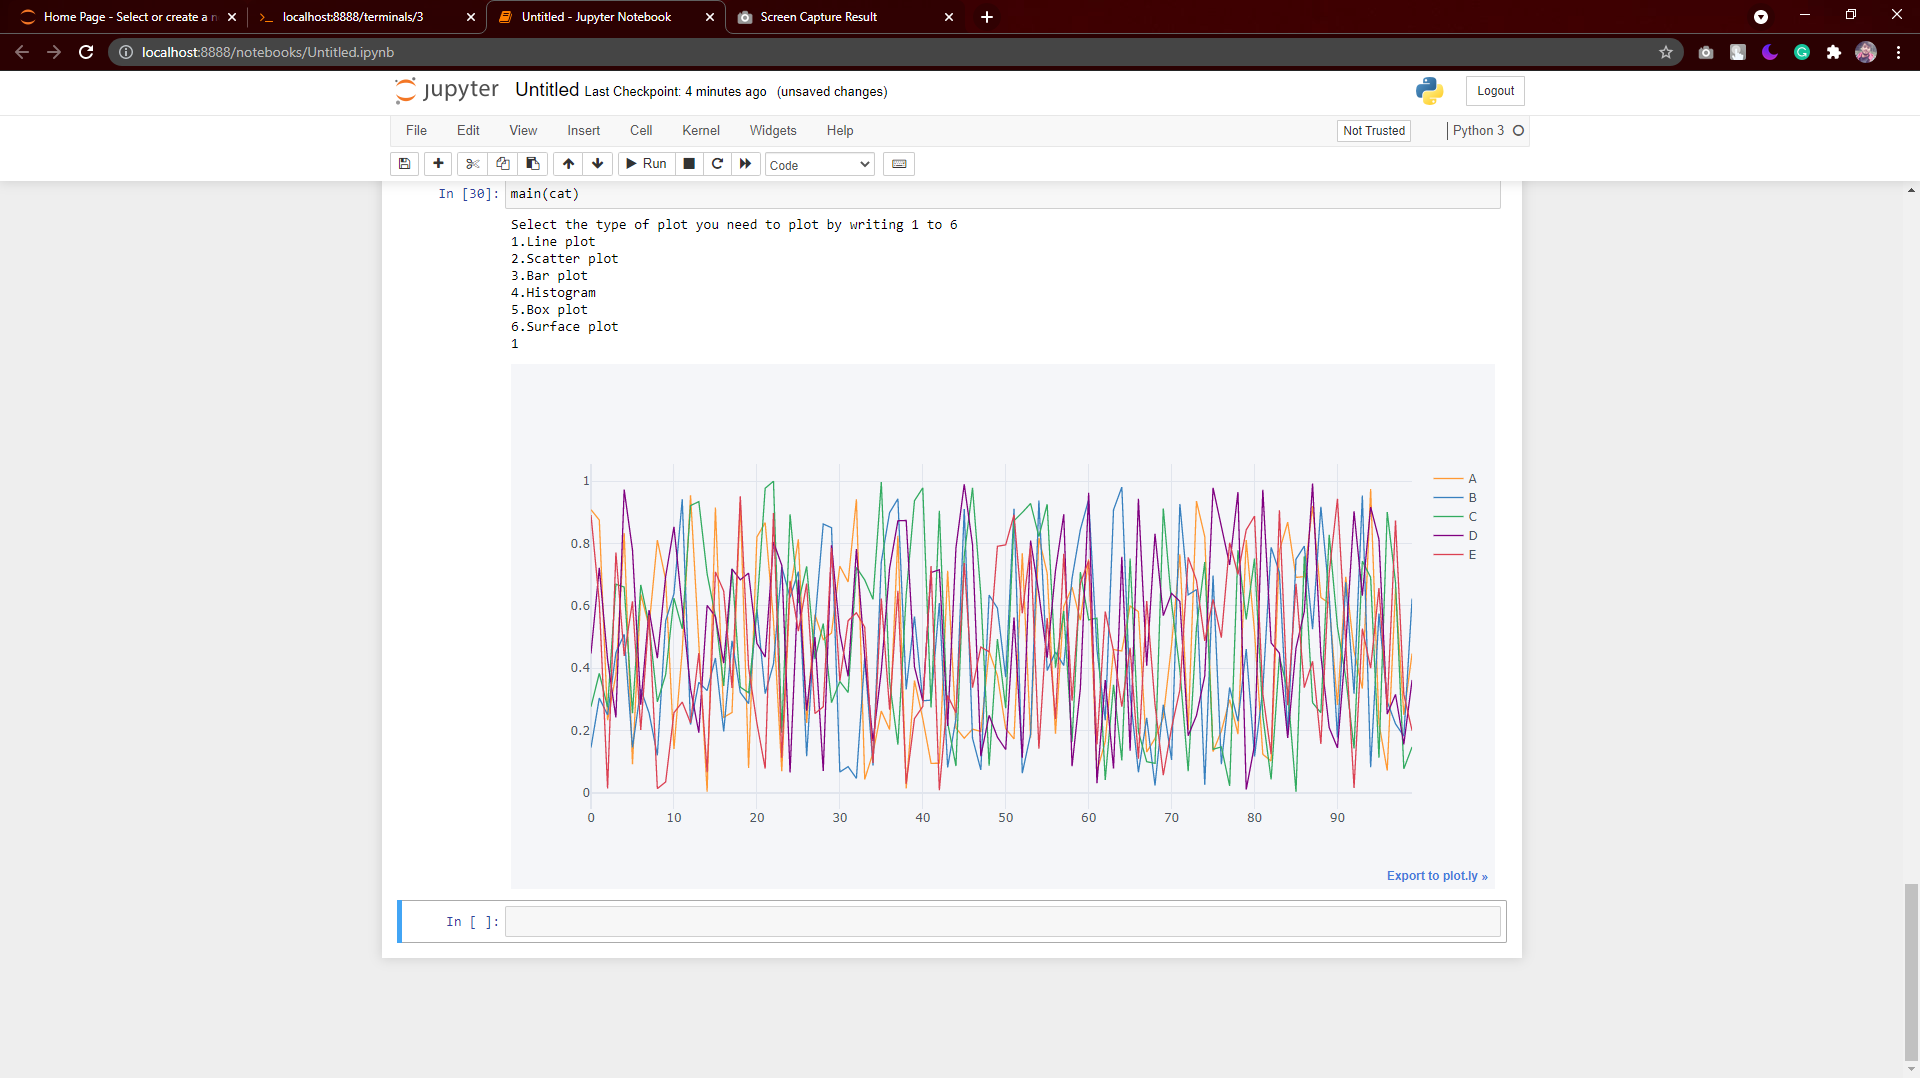 Home Page - Select or create a n
localhost:8888/terminals/3
Untitled - Jupyter Notebook
Screen Capture Result
localhost:8888/notebooks/Untitled.ipynb
jupyter Untitled Last Checkpoint: 4 minutes ago (unsaved changes)
Logout
File Edit View Insert Cell Kernel Widgets Help
Not Trusted
Python 3
Run
Code
In [30]: main(cat)
Select the type of plot you need to plot by writing 1 to 6
1.Line plot
2.Scatter plot
3.Bar plot
4.Histogram
5.Box plot
6.Surface plot
1
1
0.8
0.6
0.4
0.2
0
0 10 20 30 40 50 60 70 80 90
A
B
C
D
E
Export to plot.ly »
In [ ]: